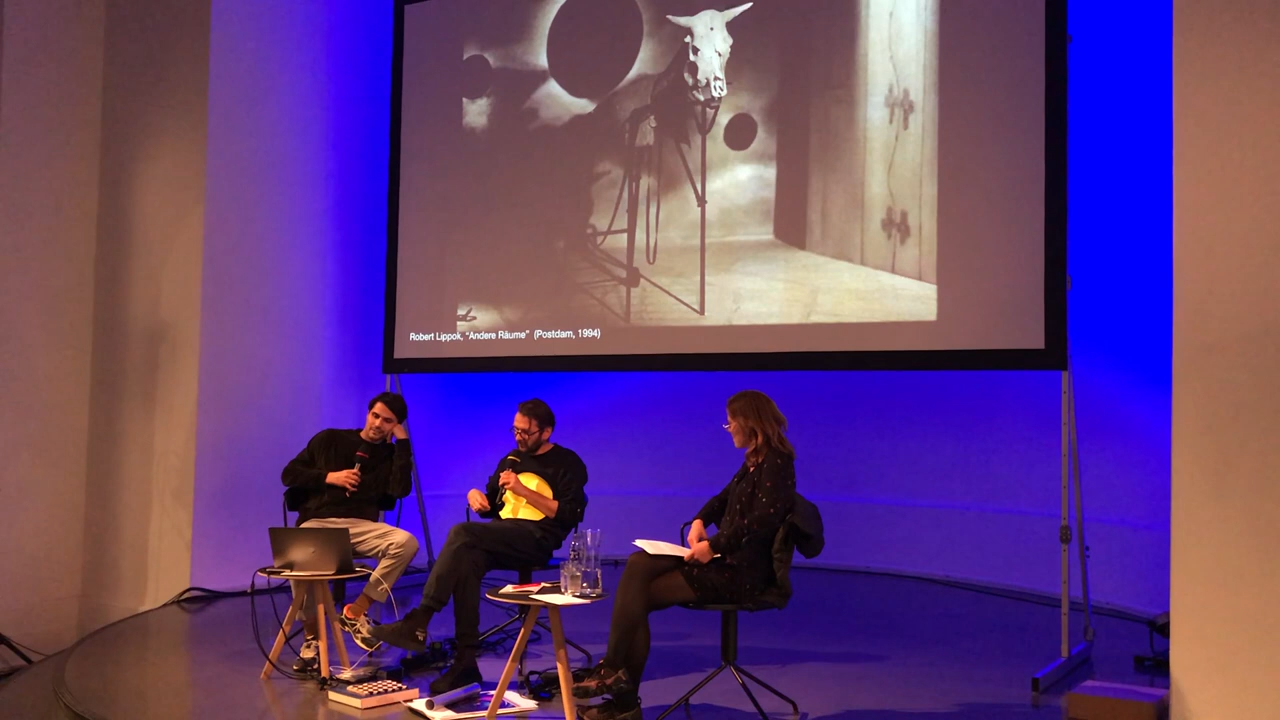 Robert Lippok, “Andere Räume” (Postdam, 1994)